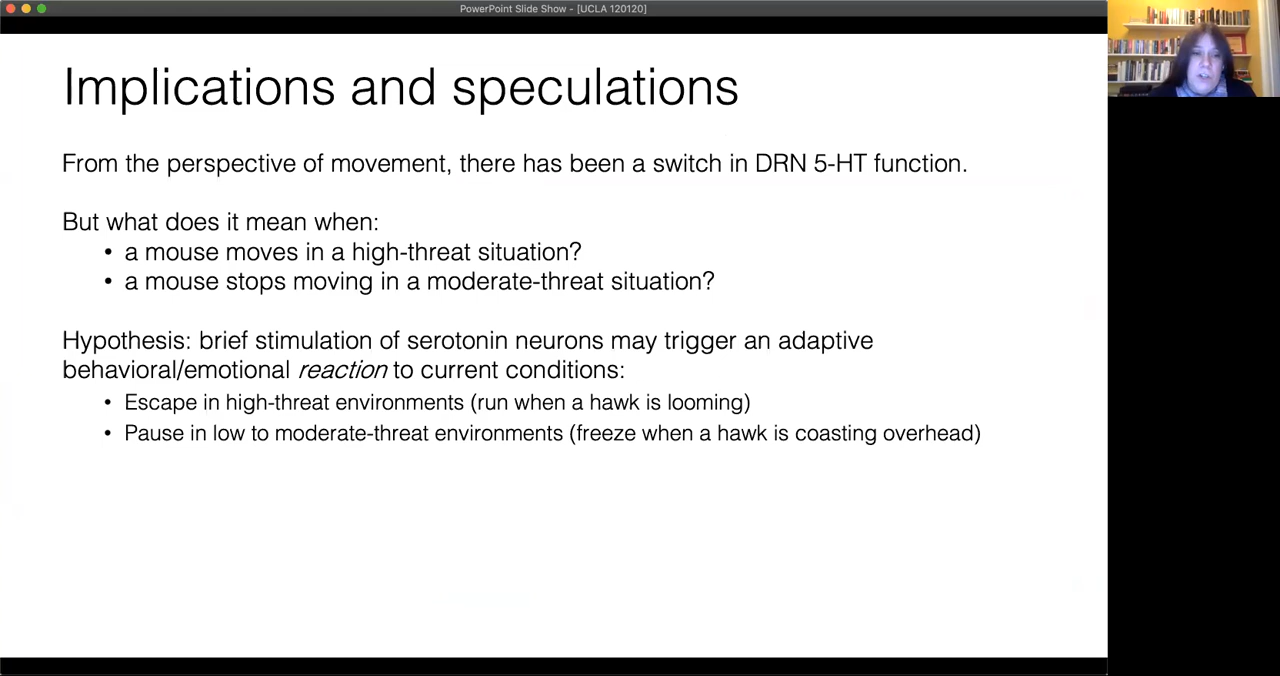 PowerPoint Slide Show - [UCLA 120120]
Implications and speculations
From the perspective of movement, there has been a switch in DRN 5-HT function.
But what does it mean when:
• a mouse moves in a high-threat situation?
• a mouse stops moving in a moderate-threat situation?
Hypothesis: brief stimulation of serotonin neurons may trigger an adaptive
behavioral/emotional reaction to current conditions:
• Escape in high-threat environments (run when a hawk is looming)
• Pause in low to moderate-threat environments (freeze when a hawk is coasting overhead)